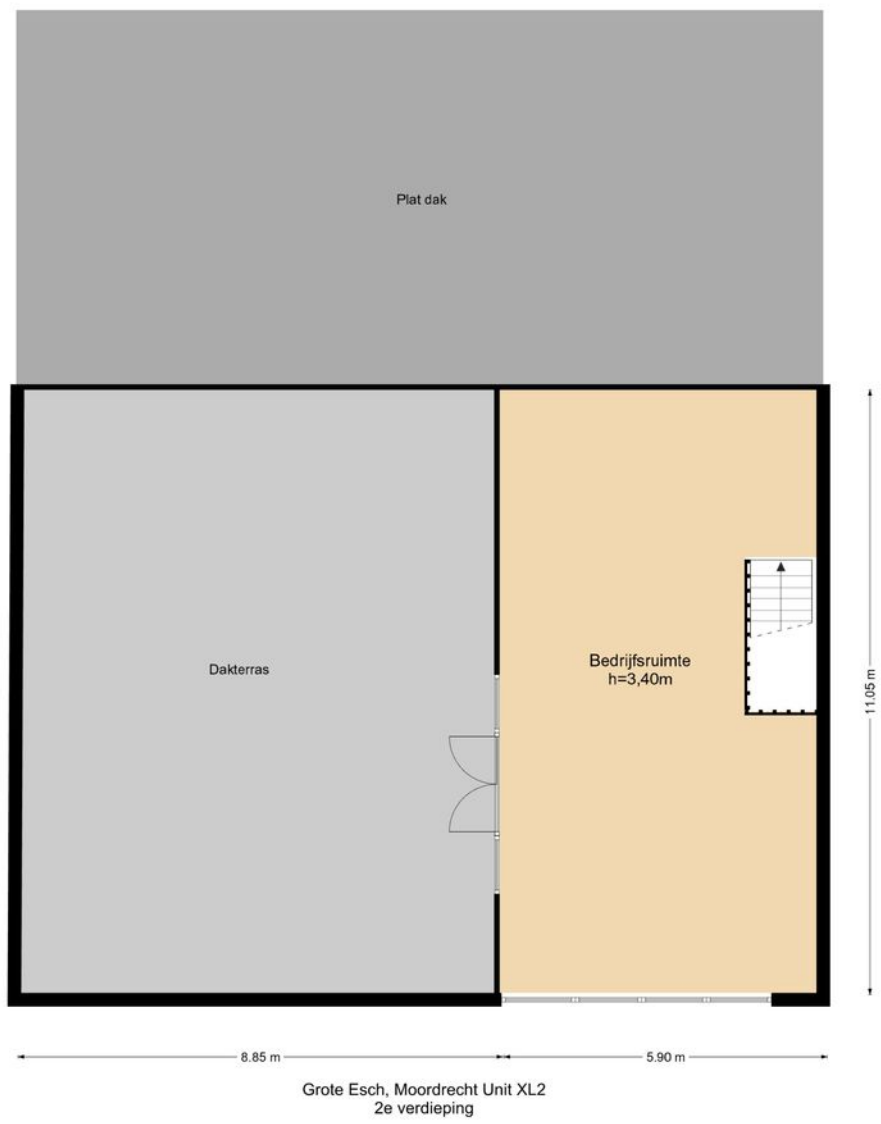 Plat dak
Dakterras
Bedrijfsruimte
h=3,40m
11.05 m
8.85 m
5.90 m
Grote Esch, Moordrecht Unit XL2
2e verdieping